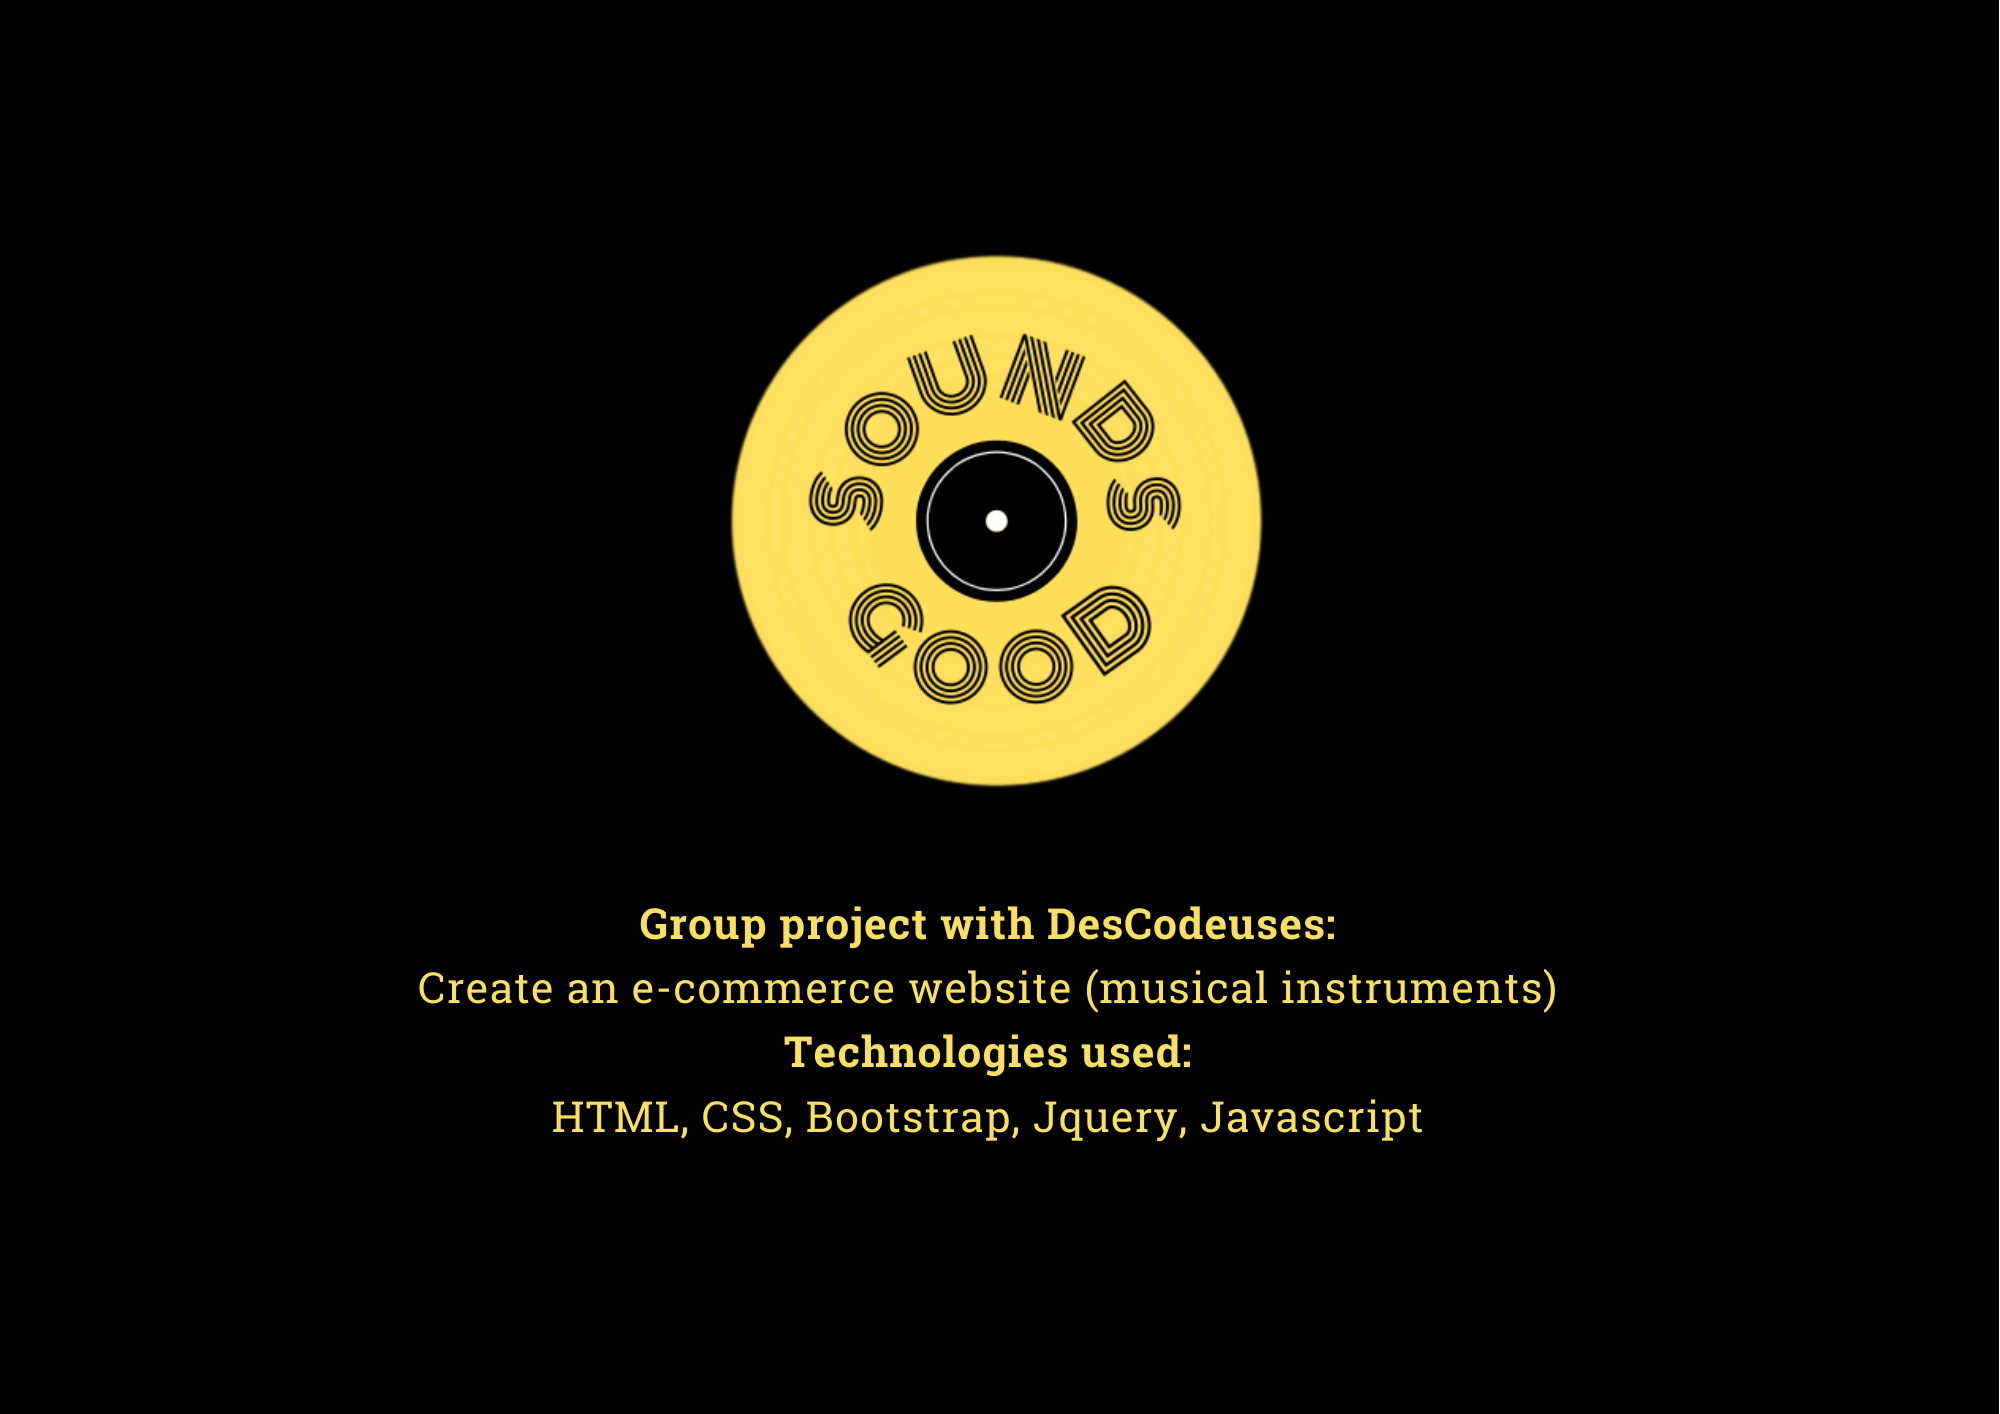 SOUNDS
GOOD
Group project with DesCodeuses:
Create an e-commerce website (musical instruments)
Technologies used:
HTML, CSS, Bootstrap, Jquery, Javascript